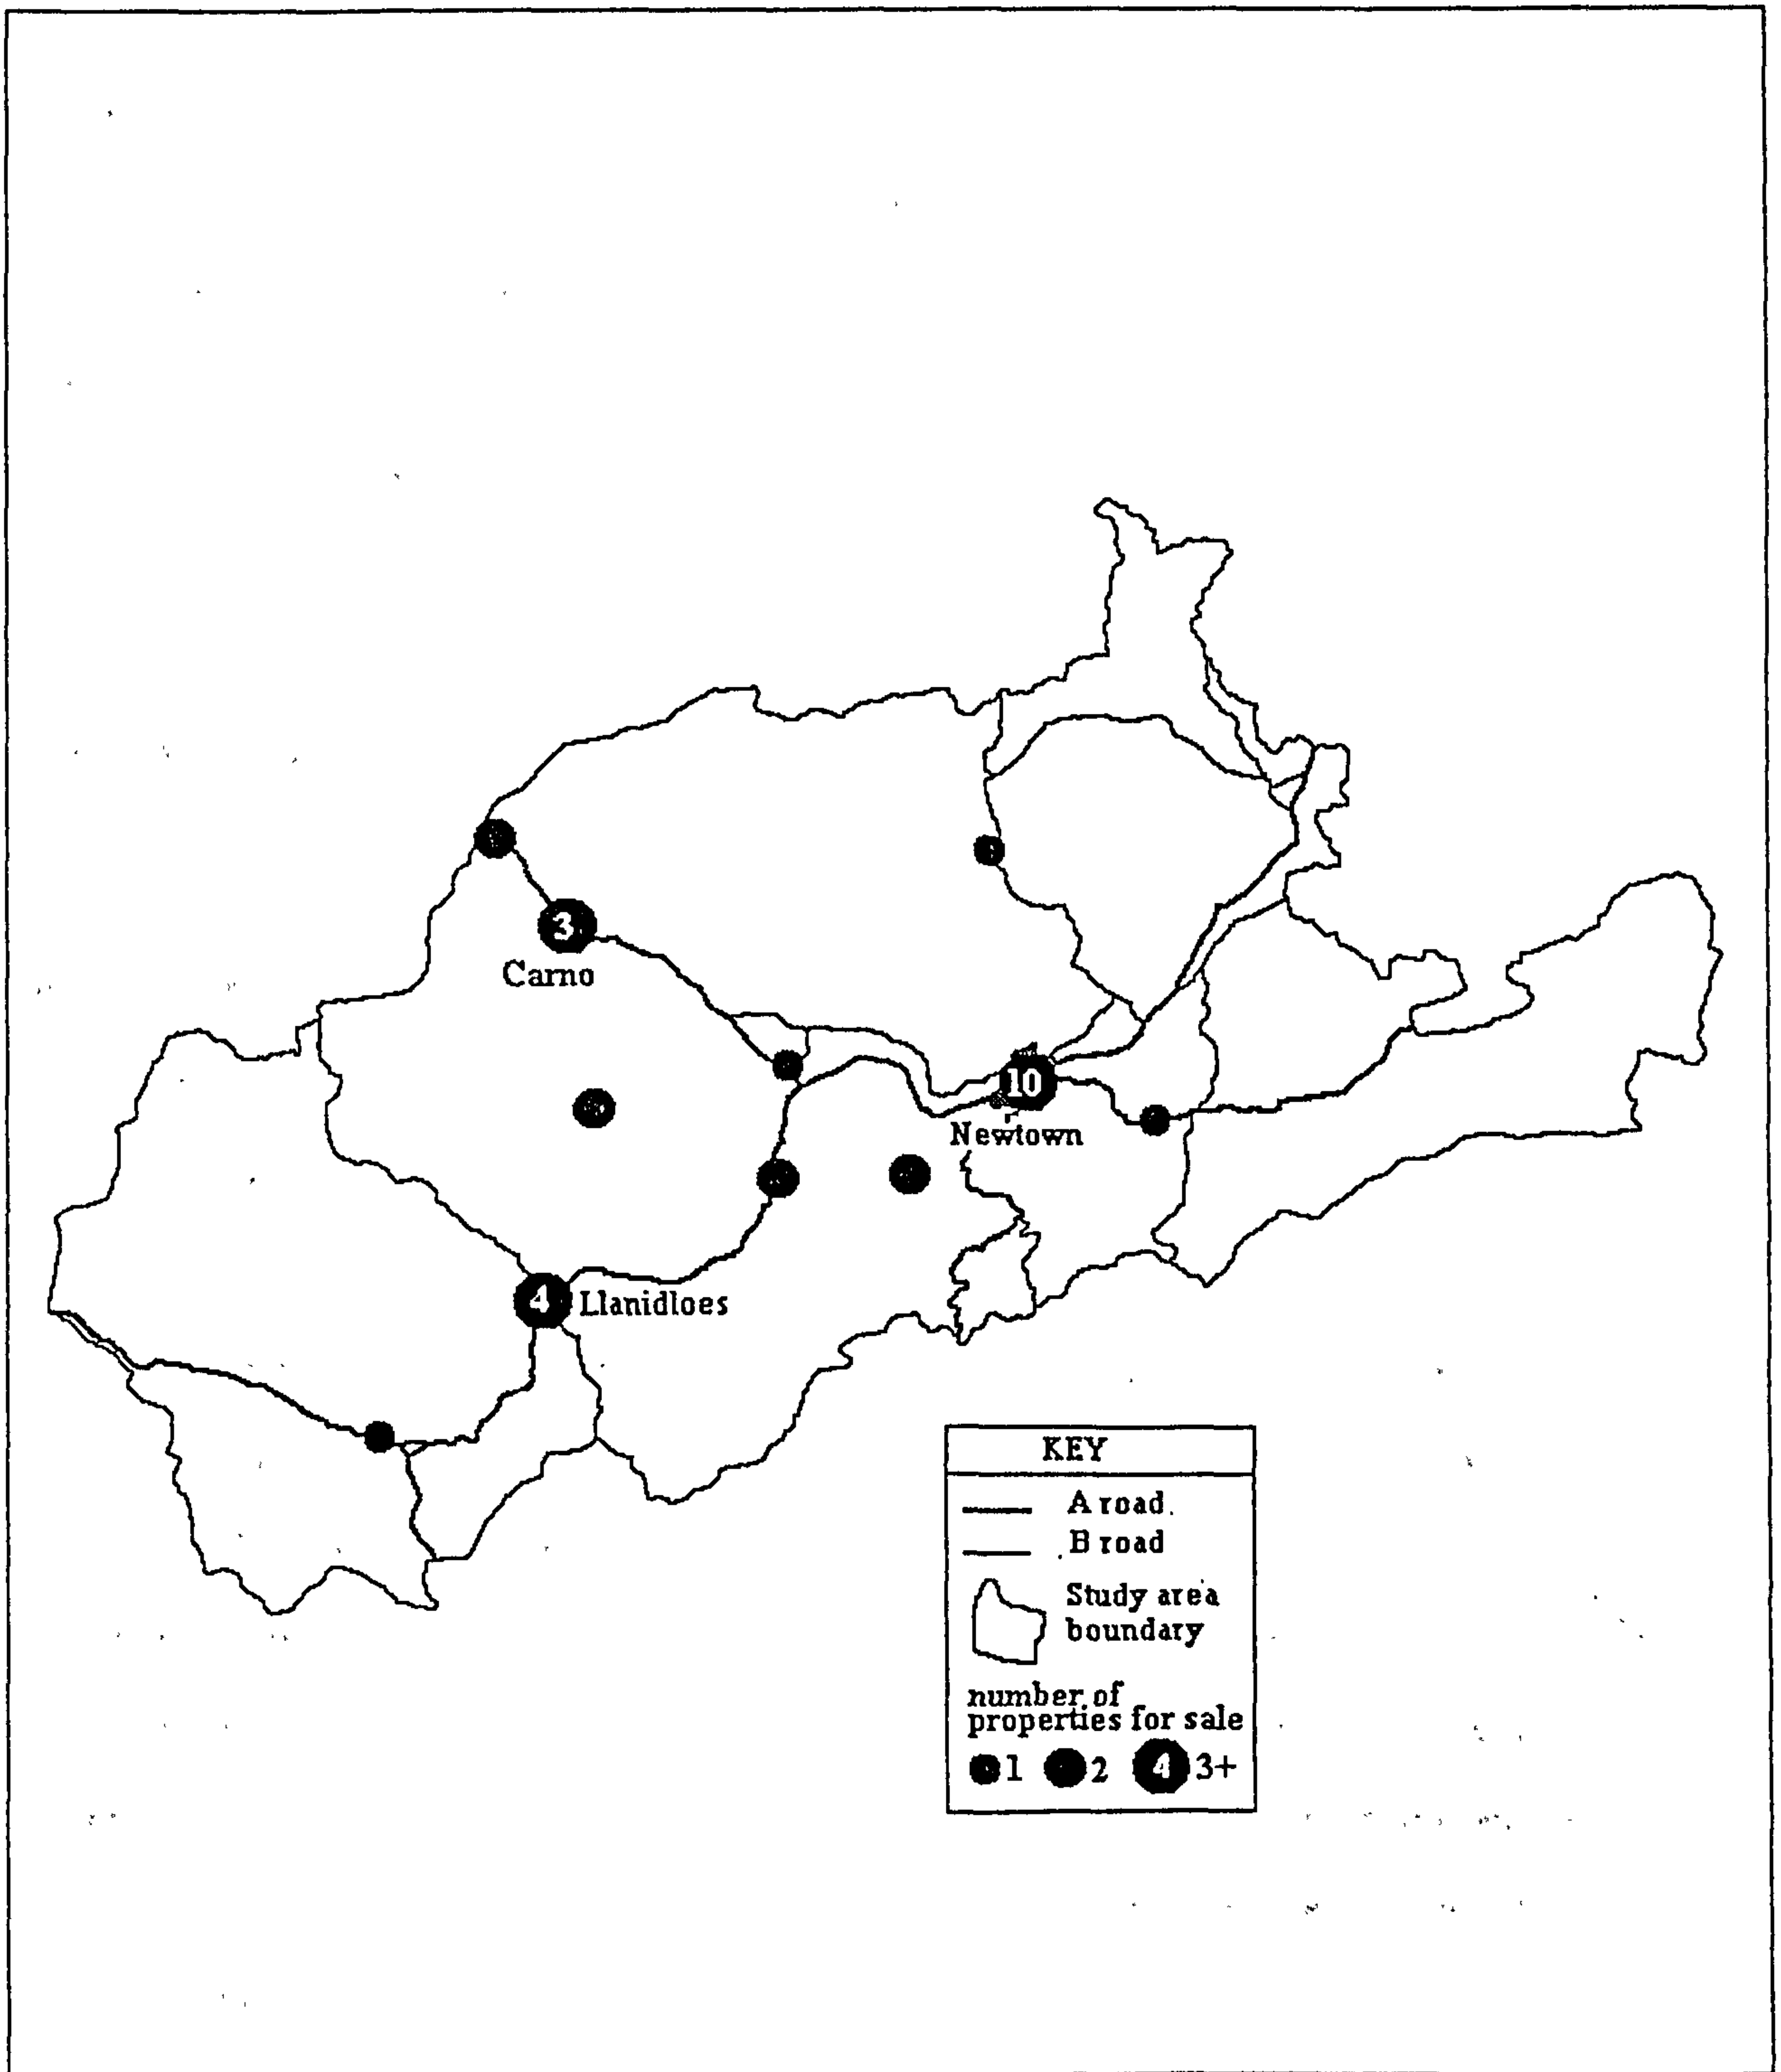 3
Carno
10
Newtown
4 Llanidloes
KEY
A road
B road
Study area
boundary
number of
properties for sale
1 2 4 3+